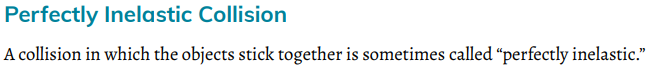 Perfectly Inelastic Collision
A collision in which the objects stick together is sometimes called “perfectly inelastic.”